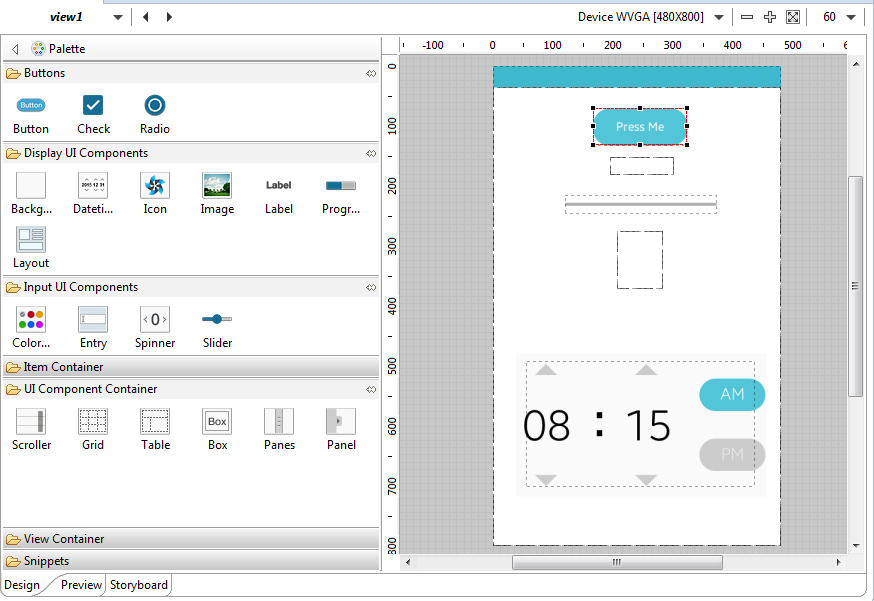 view1
Device WVGA [480X800]
60
Palette
Buttons
Button
Button Check Radio
Display UI Components
2013 12 31
Label
Backg... Dateti... Icon Image Label Progr...
Layout
Input UI Components
0
Color... Entry Spinner Slider
Item Container
UI Component Container
Box
Scroller Grid Table Box Panes Panel
View Container
Snippets
Design Preview Storyboard
-100 0 100 200 300 400 500 6
0
100
200
300
400
500
600
700
800
Press Me
AM
08 : 15
PM